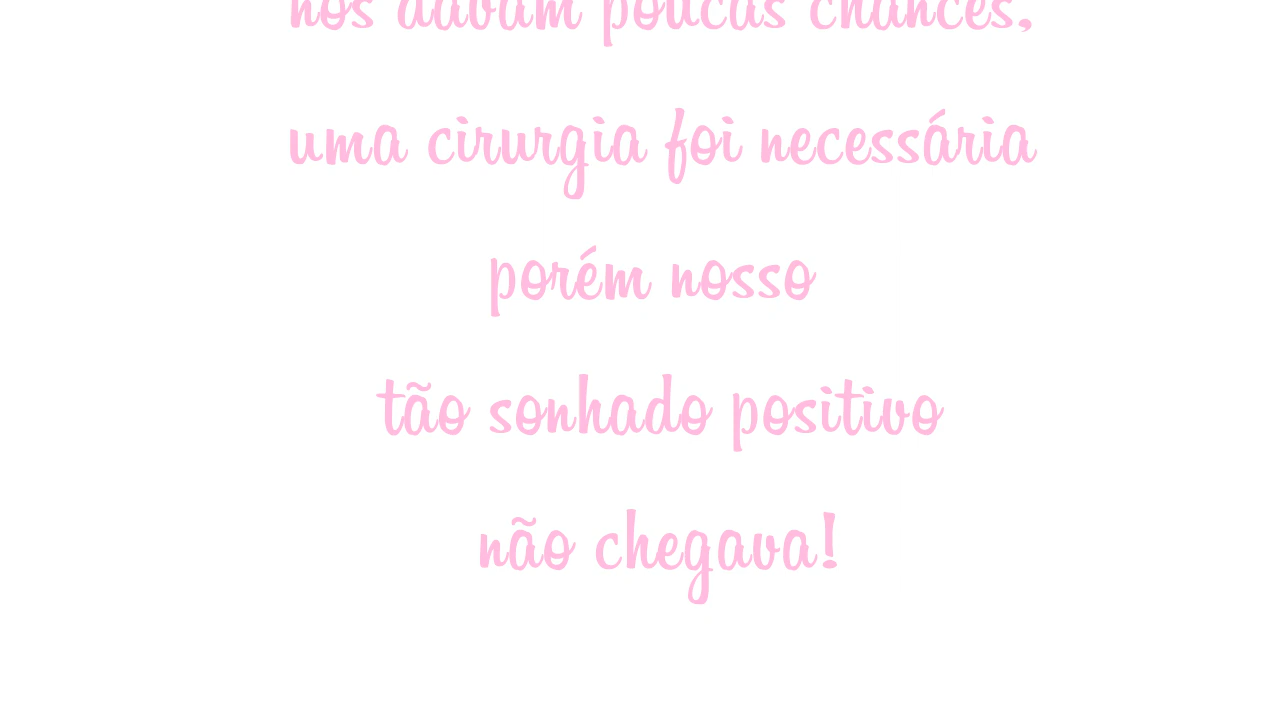 nos davam poucas chances,
uma cirurgia foi necessária
porém nosso
tão sonhado positivo
não chegava!